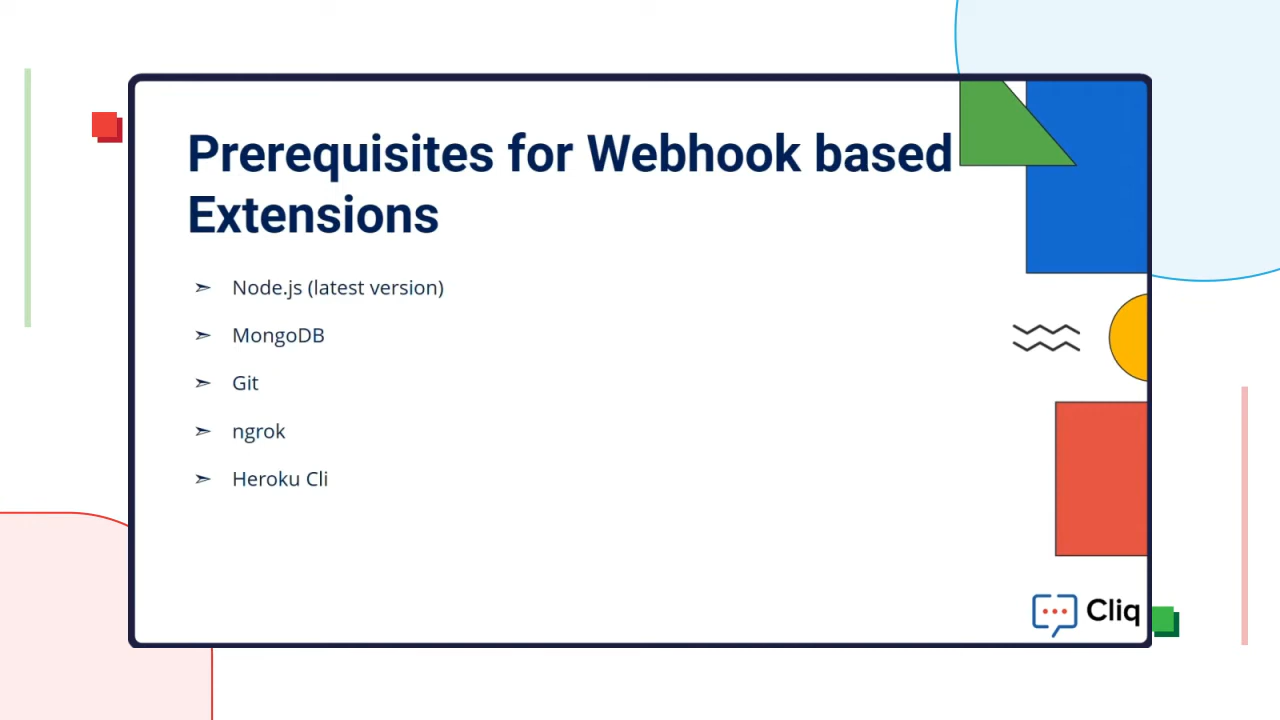 Prerequisites for Webhook based
Extensions
➣ Node.js (latest version)
➣ MongoDB
➣ Git
➣ ngrok
➣ Heroku Cli
Cliq